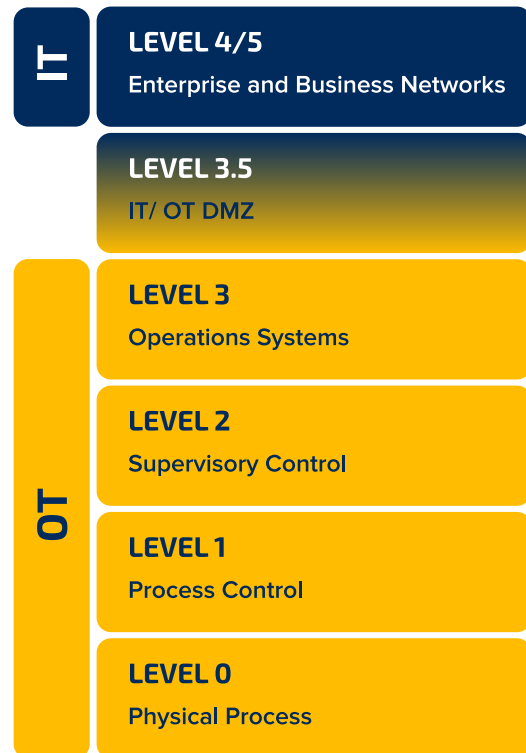 IT
LEVEL 4/5
Enterprise and Business Networks
LEVEL 3.5
IT/ OT DMZ
OT
LEVEL 3
Operations Systems
LEVEL 2
Supervisory Control
LEVEL 1
Process Control
LEVEL 0
Physical Process